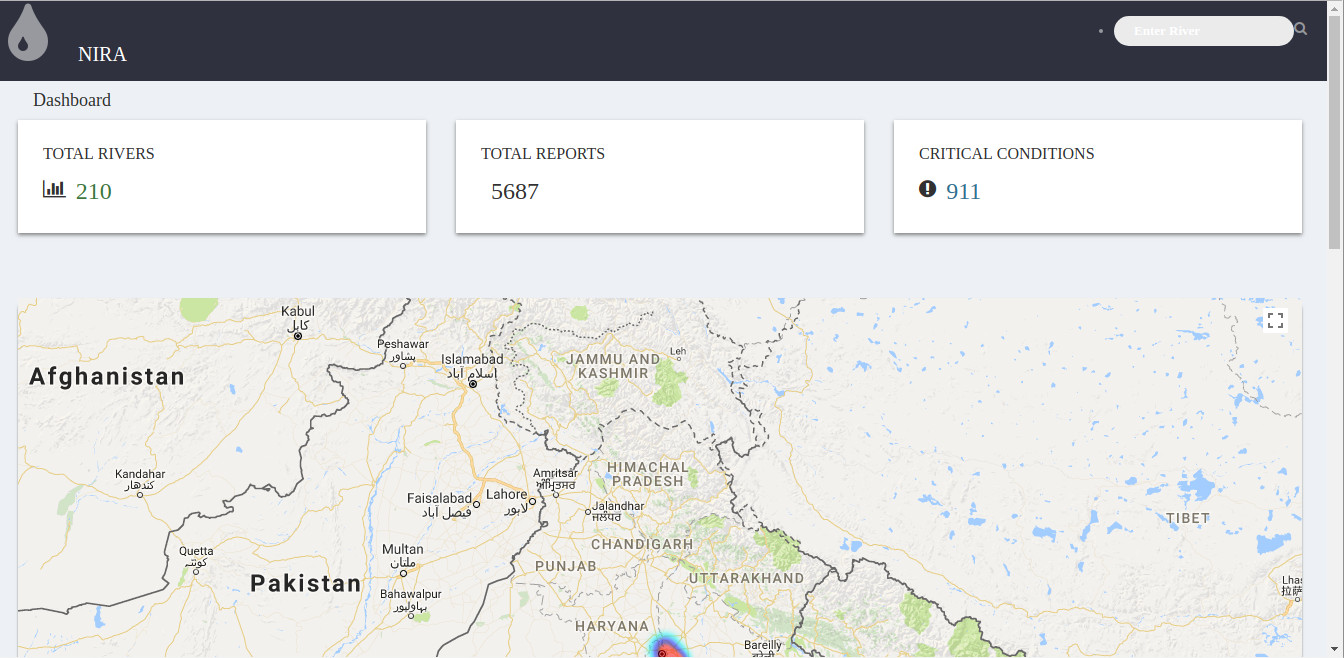 NIRA
Enter River
Dashboard
TOTAL RIVERS
210
TOTAL REPORTS
5687
CRITICAL CONDITIONS
911
Kabul
کابل
Peshawar
پشاور
Islamabad
اسلام آباد
Leh
JAMMU AND
KASHMIR
Afghanistan
Kandahar
کندهار
Amritsar
ਅੰਮ੍ਰਿਤਸਰ
HIMACHAL
PRADESH
Faisalabad
فیصل آباد
Lahore
لاہور
Jalandhar
ਜਲੰਧਰ
TIBET
Quetta
کوئٹہ
Multan
ملتان
CHANDIGARH
PUNJAB
Pakistan
UTTARAKHAND
Bahawalpur
بہاولپور
Lhas
拉萨
HARYANA
Bareilly